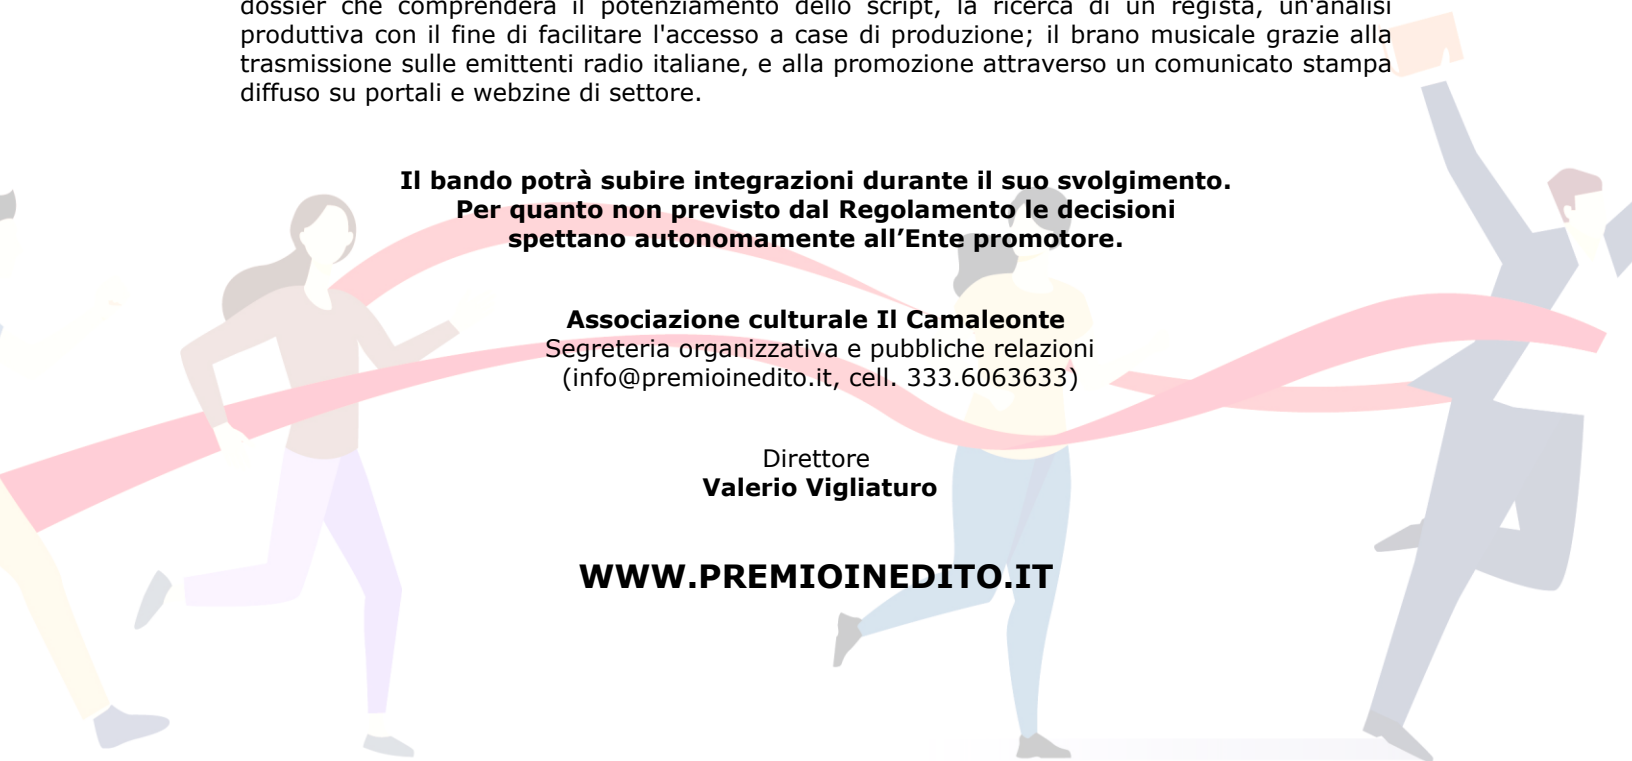 dossier che comprenderà il potenziamento dello script, la ricerca di un regista, un'analisi
produttiva con il fine di facilitare l'accesso a case di produzione; il brano musicale grazie alla
trasmissione sulle emittenti radio italiane, e alla promozione attraverso un comunicato stampa
diffuso su portali e webzine di settore.
Il bando potrà subire integrazioni durante il suo svolgimento.
Per quanto non previsto dal Regolamento le decisioni
spettano autonomamente all’Ente promotore.
Associazione culturale Il Camaleonte
Segreteria organizzativa e pubbliche relazioni
(info@premioinedito.it, cell. 333.6063633)
Direttore
Valerio Vigliaturo
WWW.PREMIOINEDITO.IT